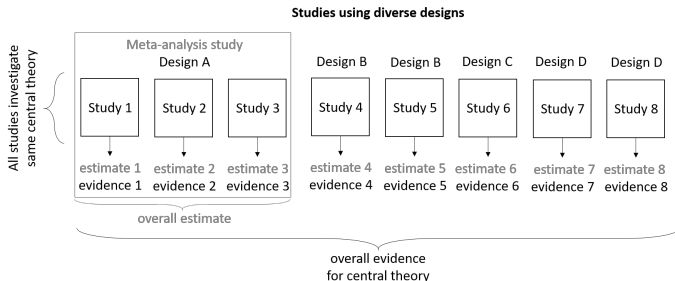 Studies using diverse designs
All studies investigate
same central theory
Meta-analysis study
Design A
Design B
Design B
Design C
Design D
Design D
Study 1
Study 2
Study 3
Study 4
Study 5
Study 6
Study 7
Study 8
estimate 1
estimate 2
estimate 3
estimate 4
estimate 5
estimate 6
estimate 7
estimate 8
evidence 1
evidence 2
evidence 3
evidence 4
evidence 5
evidence 6
evidence 7
evidence 8
overall estimate
overall evidence
for central theory